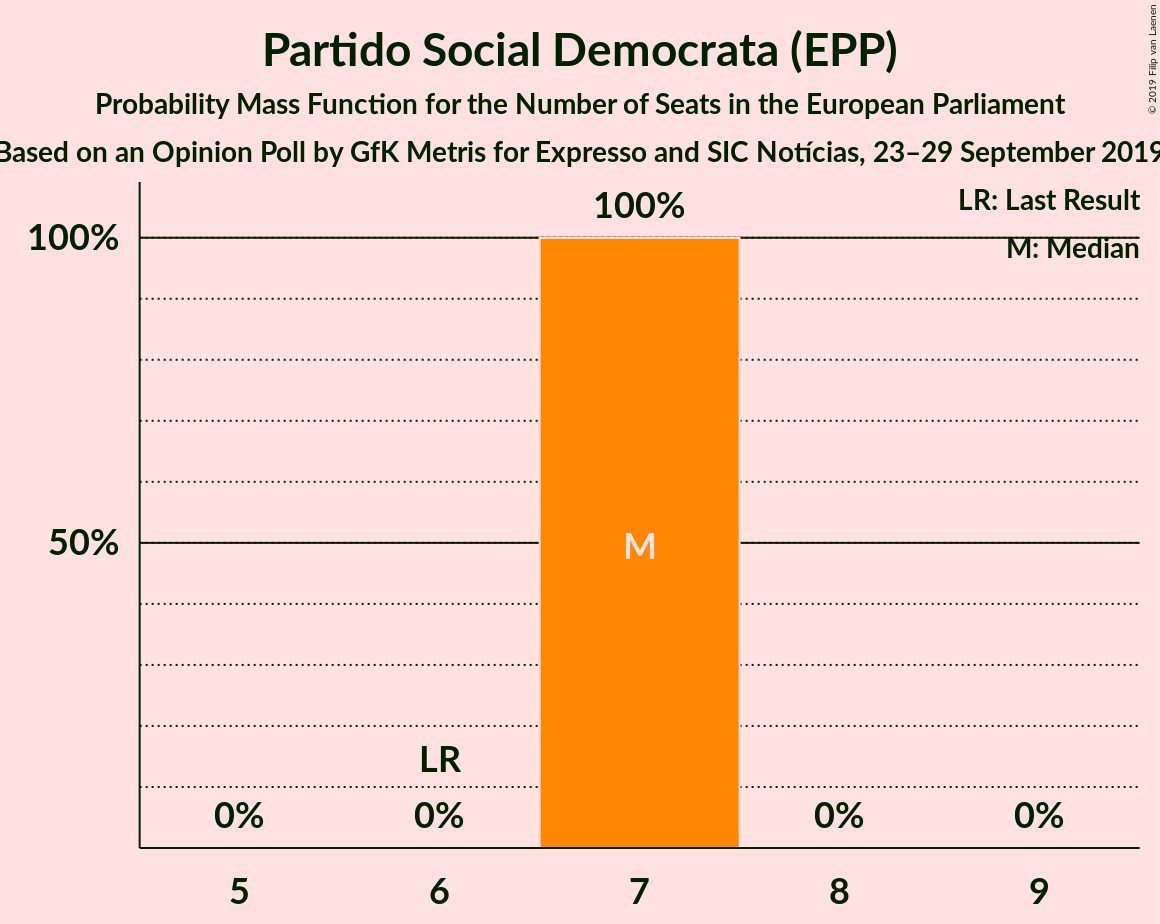 Partido Social Democrata (EPP)
Probability Mass Function for the Number of Seats in the European Parliament
Based on an Opinion Poll by GfK Metris for Expresso and SIC Notícias, 23–29 September 2019
© 2019 Filip van Laenen
LR: Last Result
M: Median
100%
100%
50%
M
LR
0%
0%
0%
0%
5
6
7
8
9